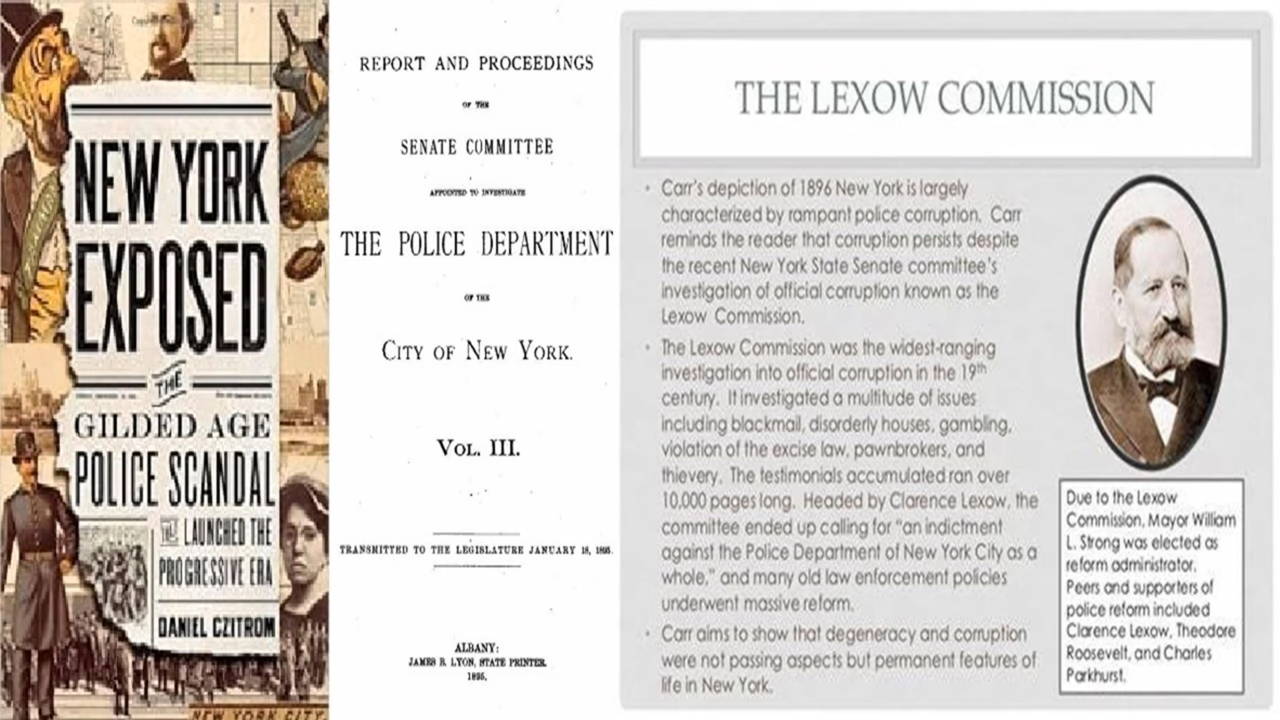 NEW YORK
EXPOSED
THE
GILDED AGE
POLICE SCANDAL
THAT LAUNCHED THE
PROGRESSIVE ERA
DANIEL CZITROM
NEW YORK CITY
REPORT AND PROCEEDINGS
OF THE
SENATE COMMITTEE
APPOINTED TO INVESTIGATE
THE POLICE DEPARTMENT
OF THE
CITY OF NEW YORK.
VOL. III.
TRANSMITTED TO THE LEGISLATURE JANUARY 18, 1895.
ALBANY:
JAMES B. LYON, STATE PRINTER.
1895.
THE LEXOW COMMISSION
• Carr's depiction of 1896 New York is largely
characterized by rampant police corruption. Carr
reminds the reader that corruption persists despite
the recent New York State Senate committee's
investigation of official corruption known as the
Lexow Commission.
• The Lexow Commission was the widest-ranging
investigation into official corruption in the 19th
century. It investigated a multitude of issues
including blackmail, disorderly houses, gambling,
violation of the excise law, pawnbrokers, and
thievery. The testimonials accumulated ran over
10,000 pages long. Headed by Clarence Lexow, the
committee ended up calling for "an indictment
against the Police Department of New York City as a
whole," and many old law enforcement policies
underwent massive reform.
• Carr aims to show that degeneracy and corruption
were not passing aspects but permanent features of
life in New York.
Due to the Lexow
Commission, Mayor William
L. Strong was elected as
reform administrator.
Peers and supporters of
police reform included
Clarence Lexow, Theodore
Roosevelt, and Charles
Parkhurst.